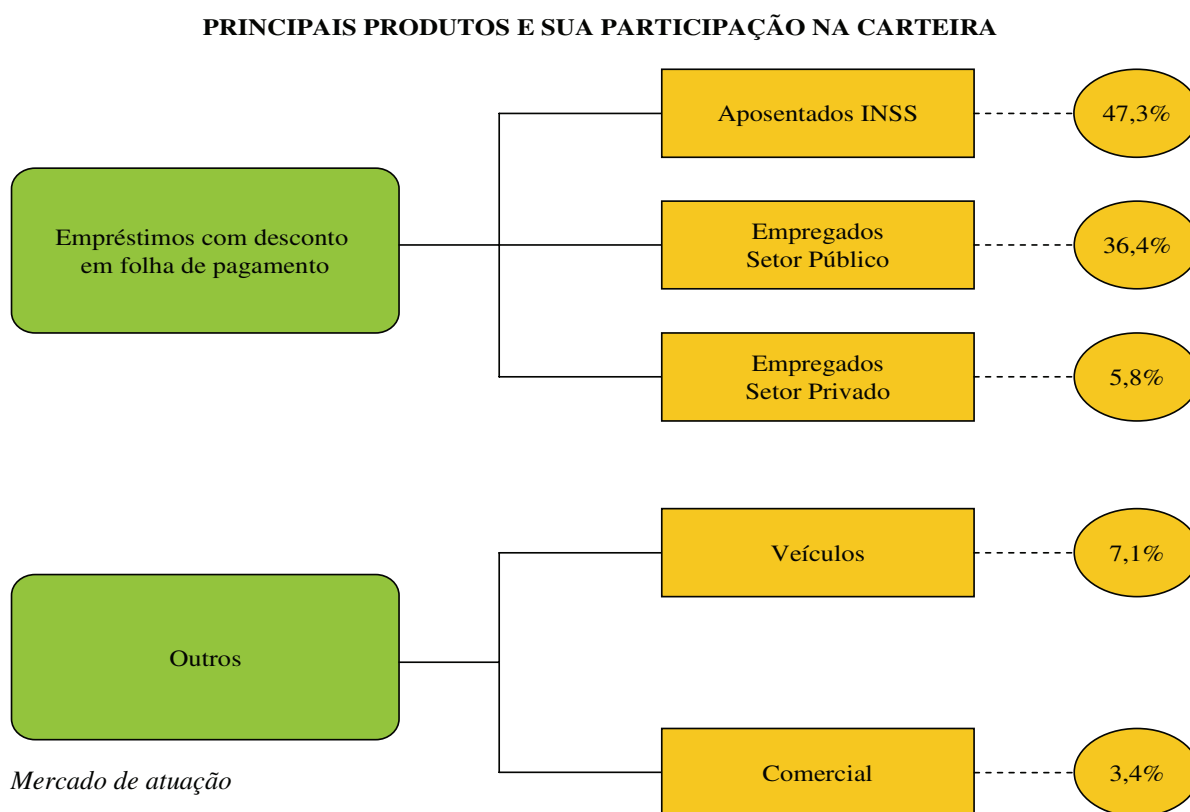 PRINCIPAIS PRODUTOS E SUA PARTICIPAÇÃO NA CARTEIRA
Empréstimos com desconto
em folha de pagamento
Aposentados INSS
47,3%
Empregados
Setor Público
36,4%
Empregados
Setor Privado
5,8%
Outros
Veículos
7,1%
Comercial
3,4%
Mercado de atuação